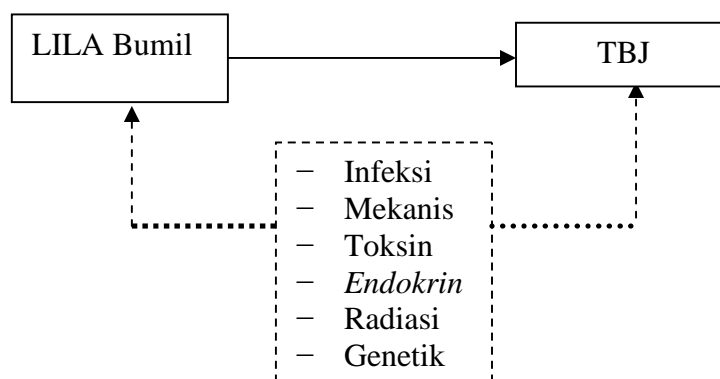 LILA Bumil
TBJ
− Infeksi
− Mekanis
− Toksin
− Endokrin
− Radiasi
− Genetik